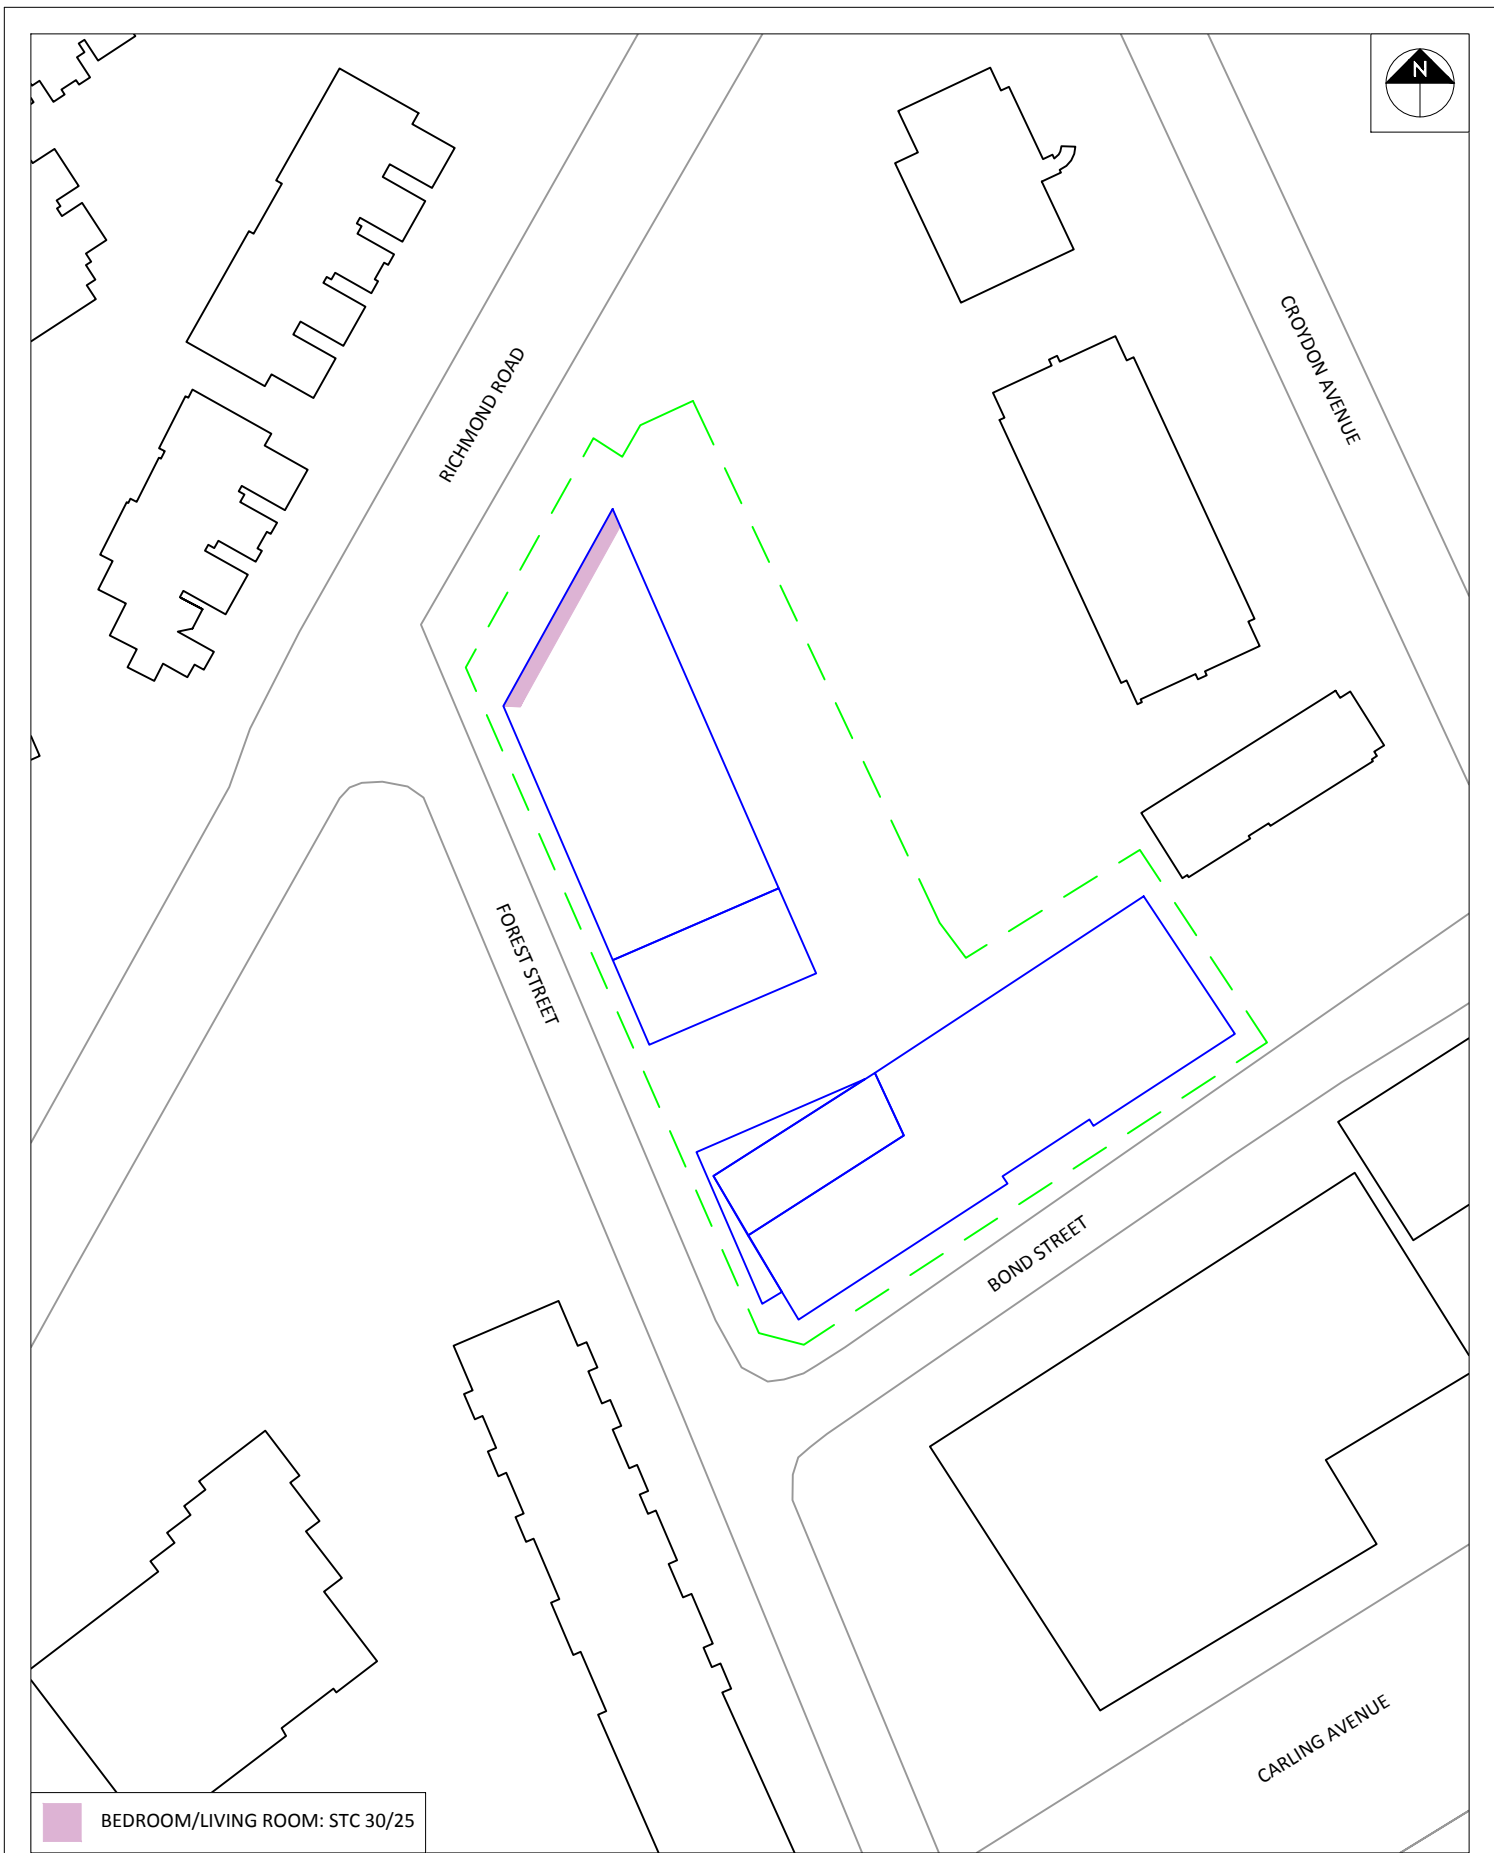 N
CROYDON AVENUE
RICHMOND ROAD
FOREST STREET
BOND STREET
CARLING AVENUE
BEDROOM/LIVING ROOM: STC 30/25